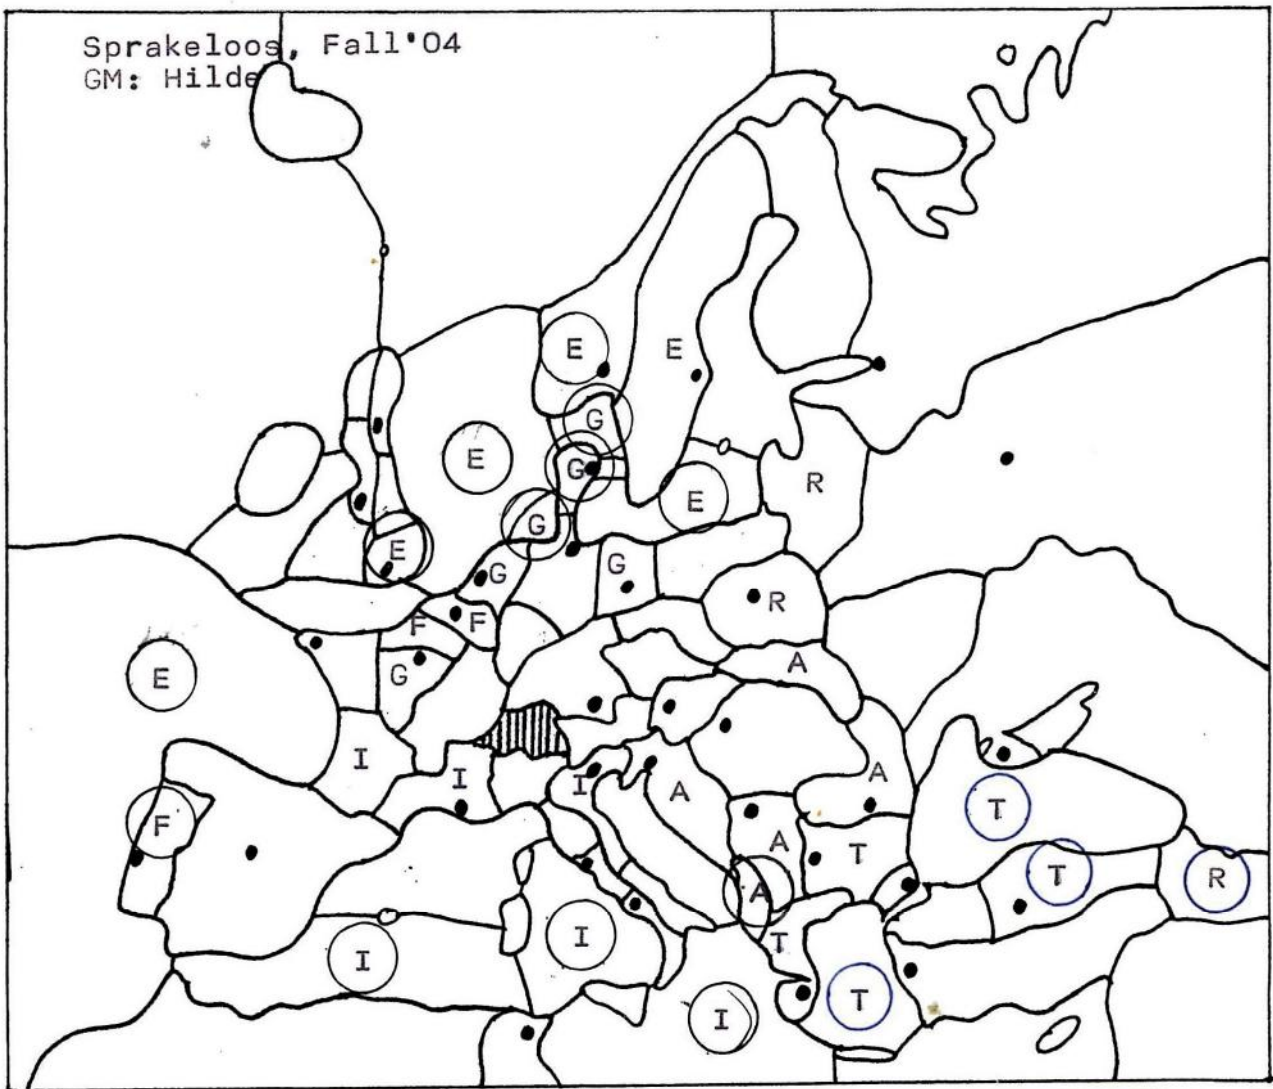 Sprakeloos, Fall'04
GM: Hilde
E E
G
E
G
R
E
G
E
G G
R
F F
A
E G
I
A
I I A
T
F
A T
T R
A
I T
I
T
I